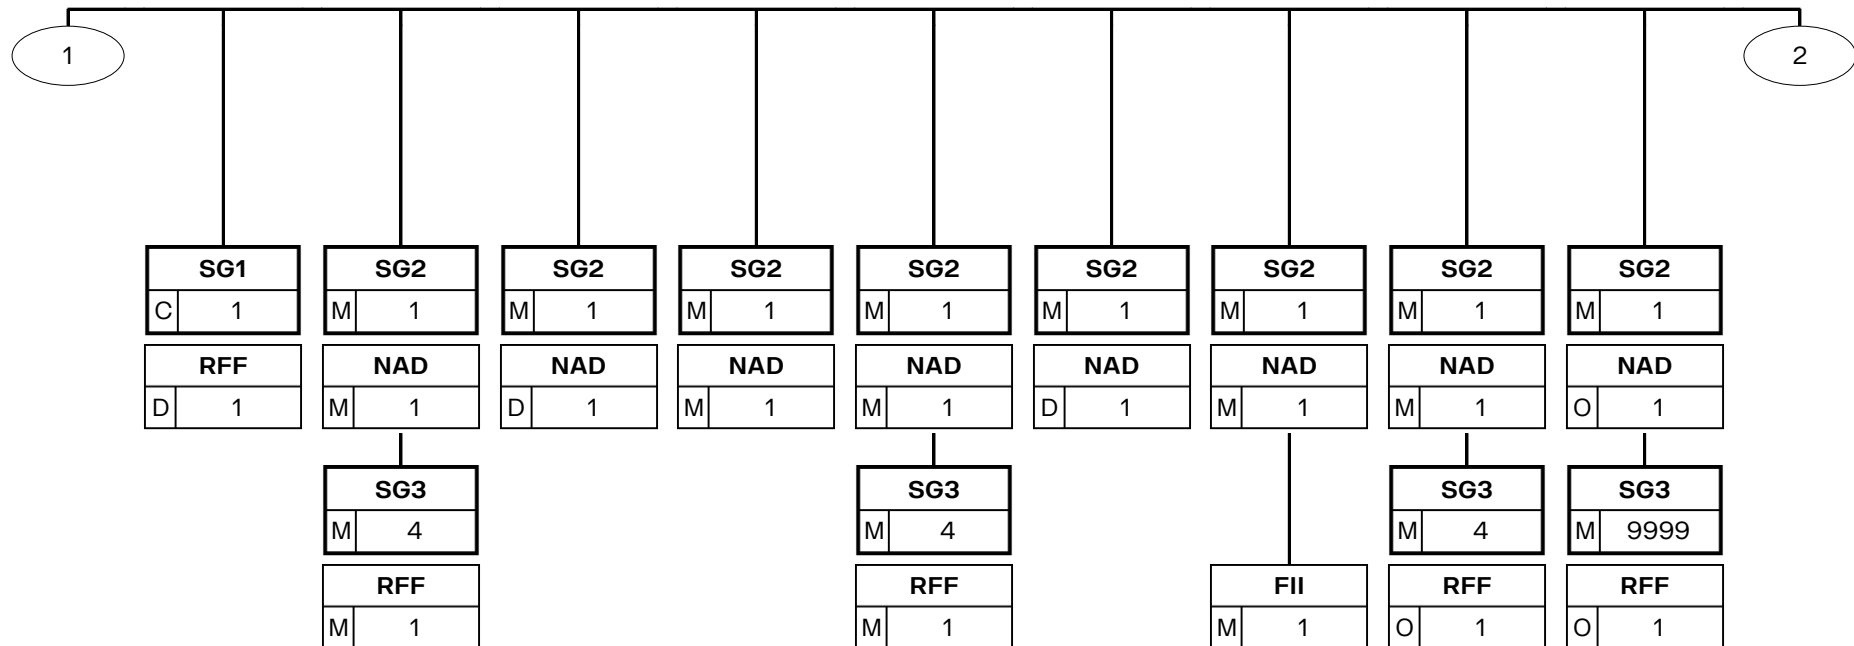 1 2
SG1 SG2 SG2 SG2 SG2 SG2 SG2 SG2 SG2
C 1 M 1 M 1 M 1 M 1 M 1 M 1 M 1 M 1
RFF NAD NAD NAD NAD NAD NAD NAD NAD
D 1 M 1 D 1 M 1 M 1 D 1 M 1 M 1 O 1
SG3 SG3 SG3 SG3
M 4 M 4 M 4 M 9999
RFF RFF FII RFF RFF
M 1 M 1 M 1 O 1 O 1